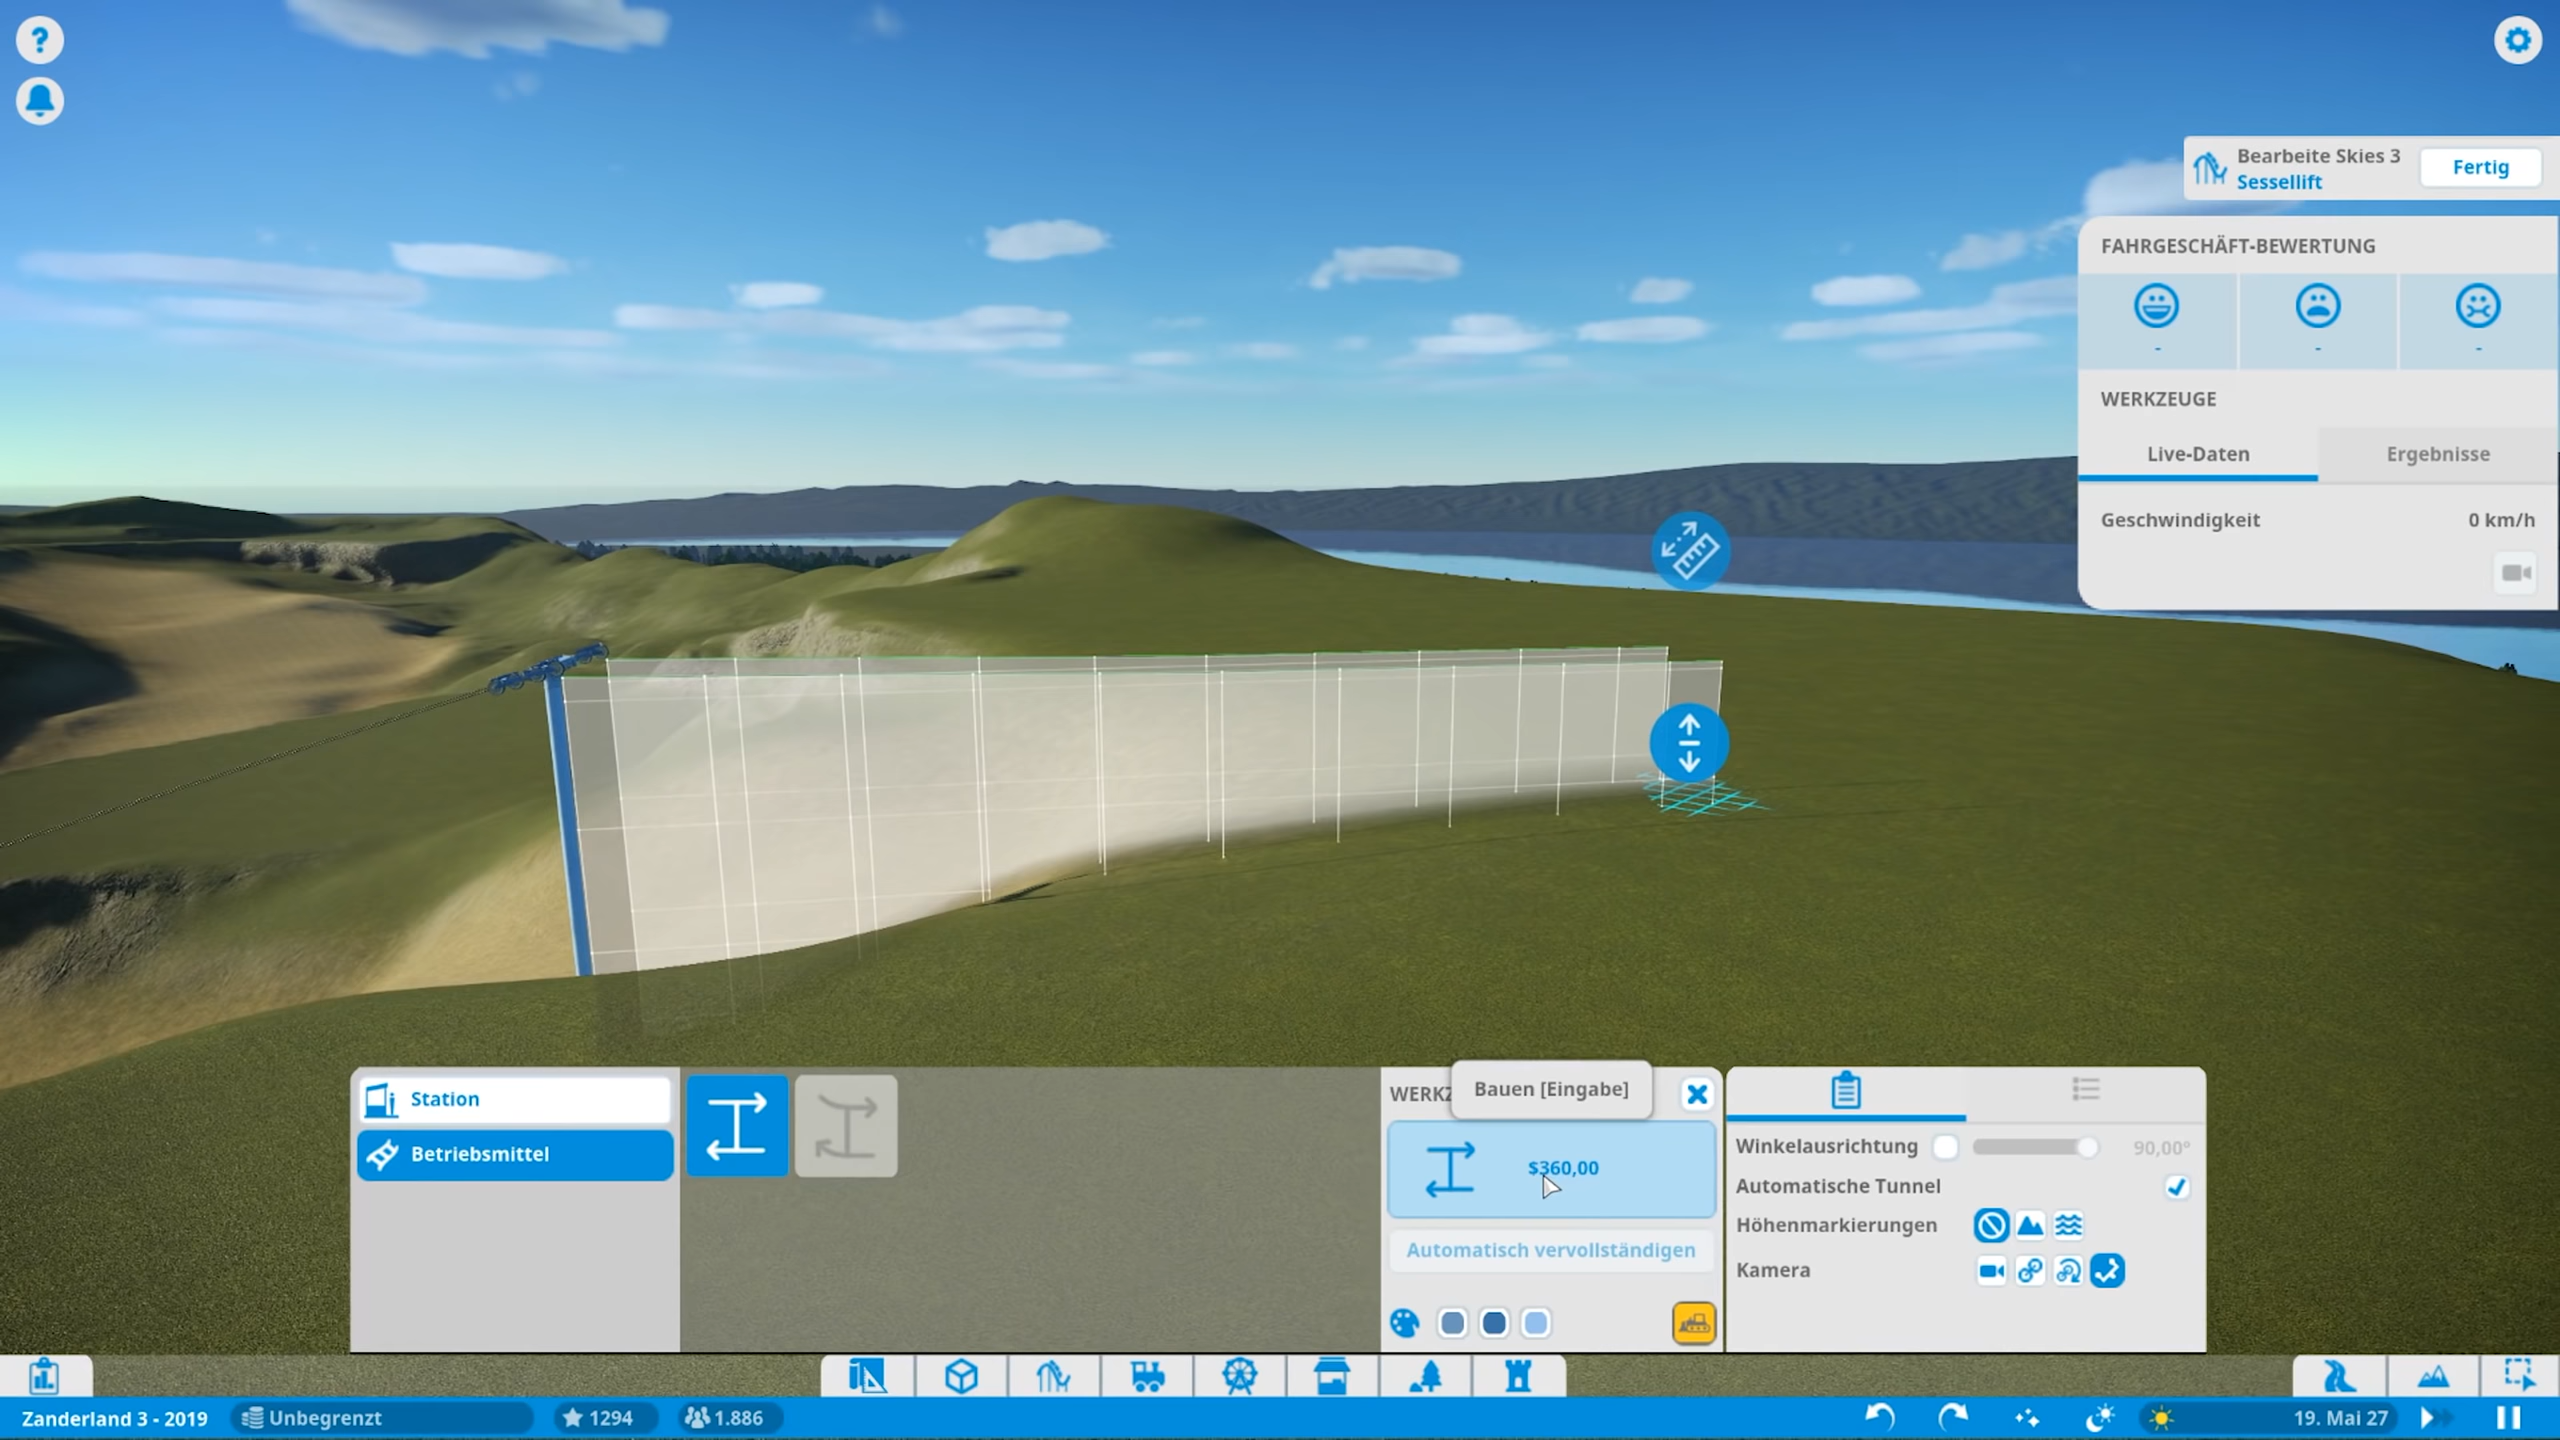 Bearbeite Skies 3
Sessellift
Fertig
FAHRGESCHÄFT-BEWERTUNG
- - -
WERKZEUGE
Live-Daten Ergebnisse
Geschwindigkeit 0 km/h
Station
Betriebsmittel
Bauen [Eingabe]
$360,00
Automatisch vervollständigen
Winkelausrichtung 90,00°
Automatische Tunnel
Höhenmarkierungen
Kamera
Zanderland 3 - 2019 Unbegrenzt 1294 1.886 19. Mai 27